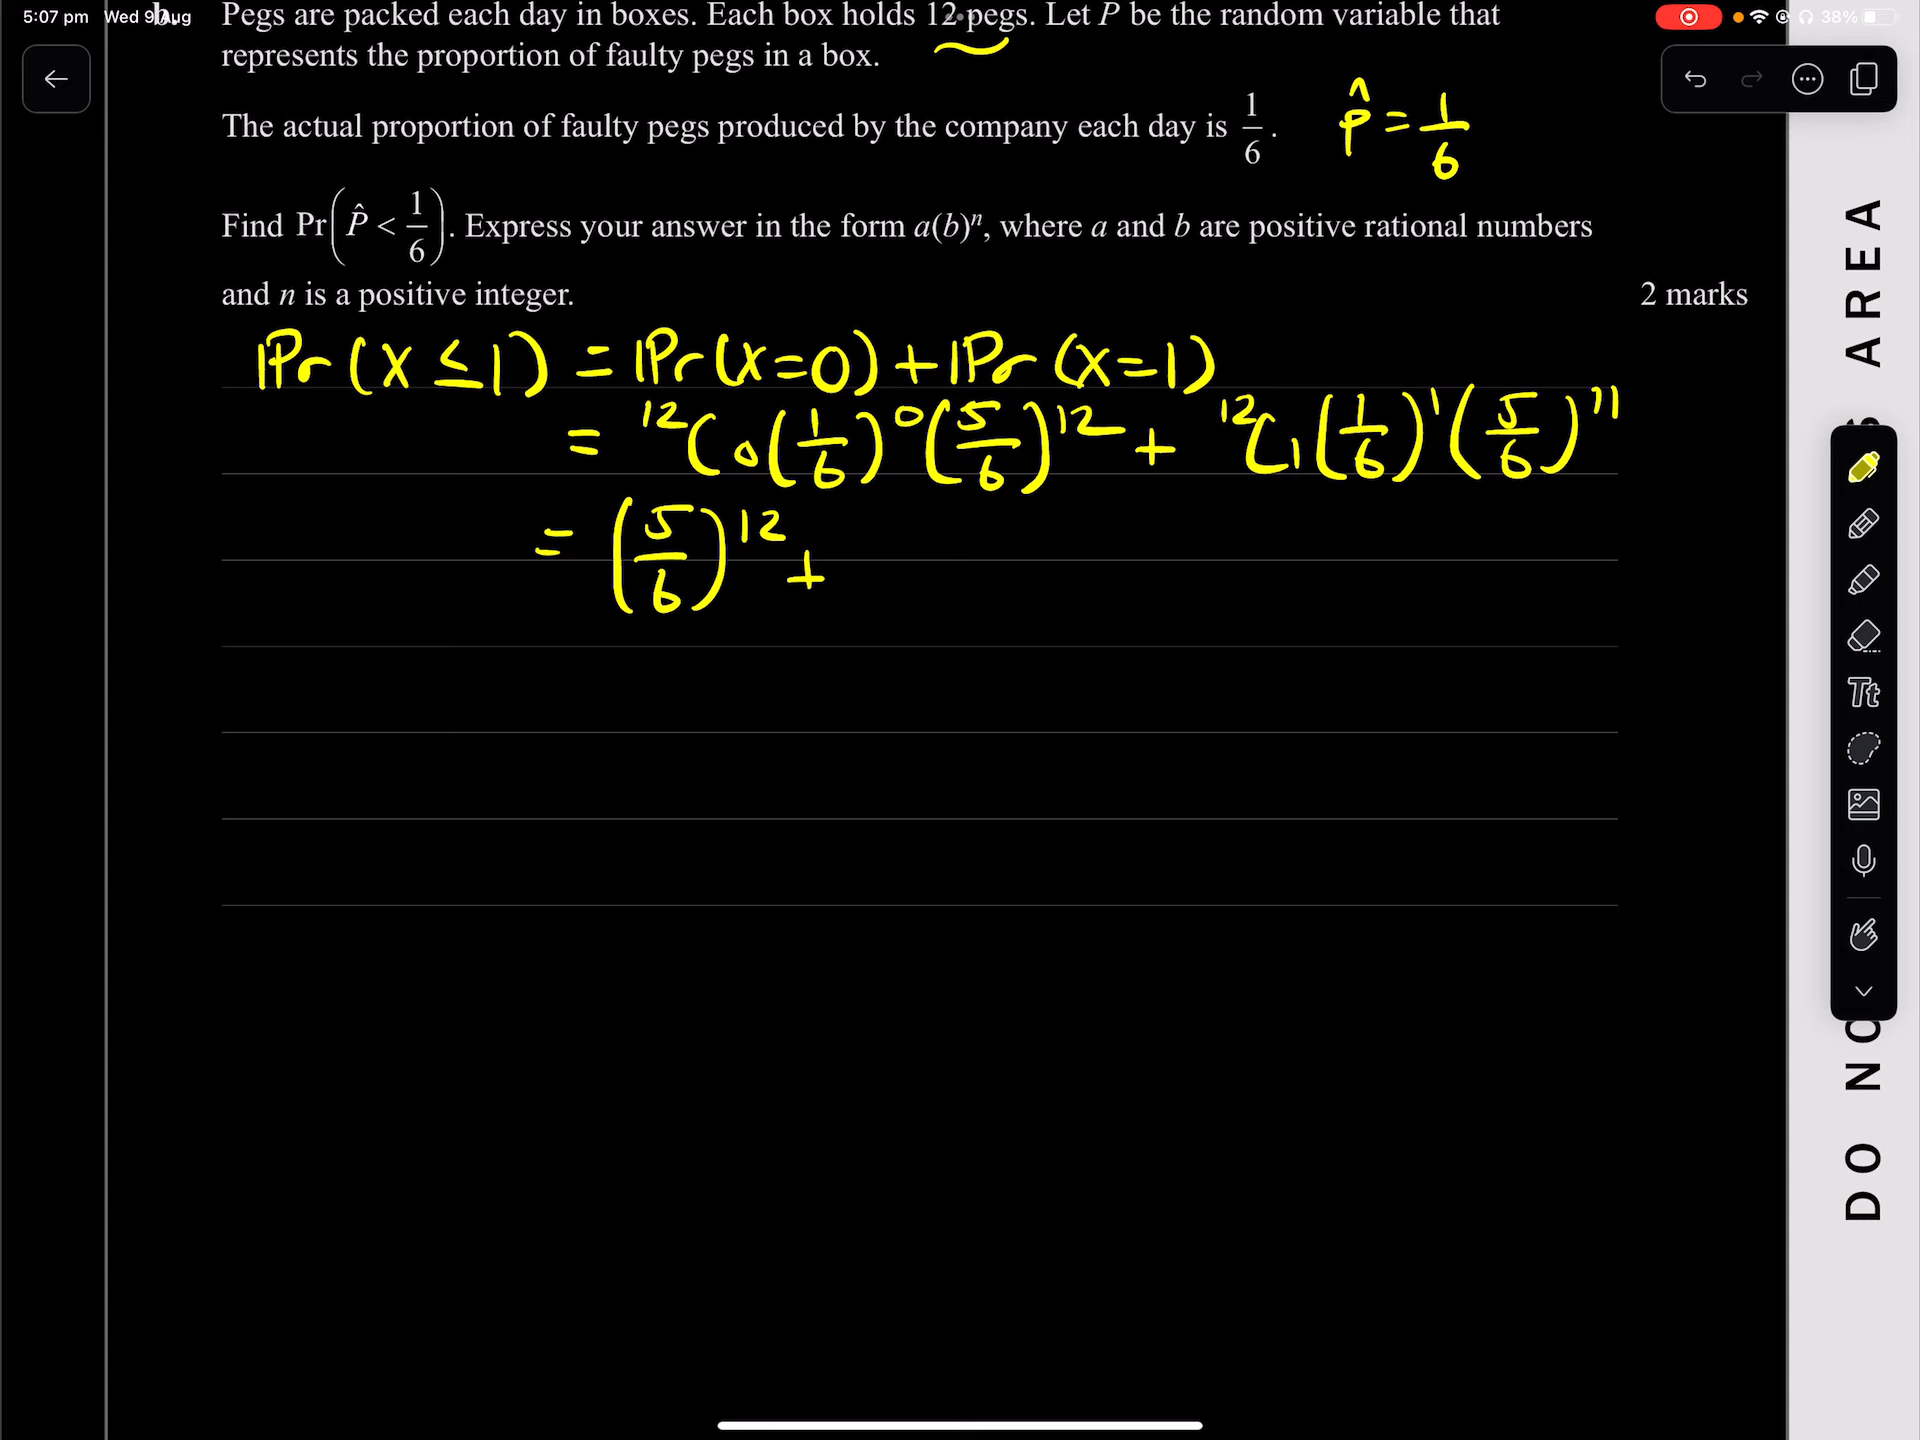 5:07 pm Wed 9 Aug
38%
b.
Pegs are packed each day in boxes. Each box holds 12 pegs. Let P be the random variable that
represents the proportion of faulty pegs in a box.
The actual proportion of faulty pegs produced by the company each day is 1/6. p̂ = 1/6
Find Pr(P̂ < 1/6). Express your answer in the form a(b)ⁿ, where a and b are positive rational numbers
and n is a positive integer.
2 marks
Pr(X ≤ 1) = Pr(X=0) + Pr(X=1)
= ¹²C₀(1/6)⁰(5/6)¹² + ¹²C₁(1/6)¹(5/6)¹¹
= (5/6)¹² +
Tt
AREA
DO NO